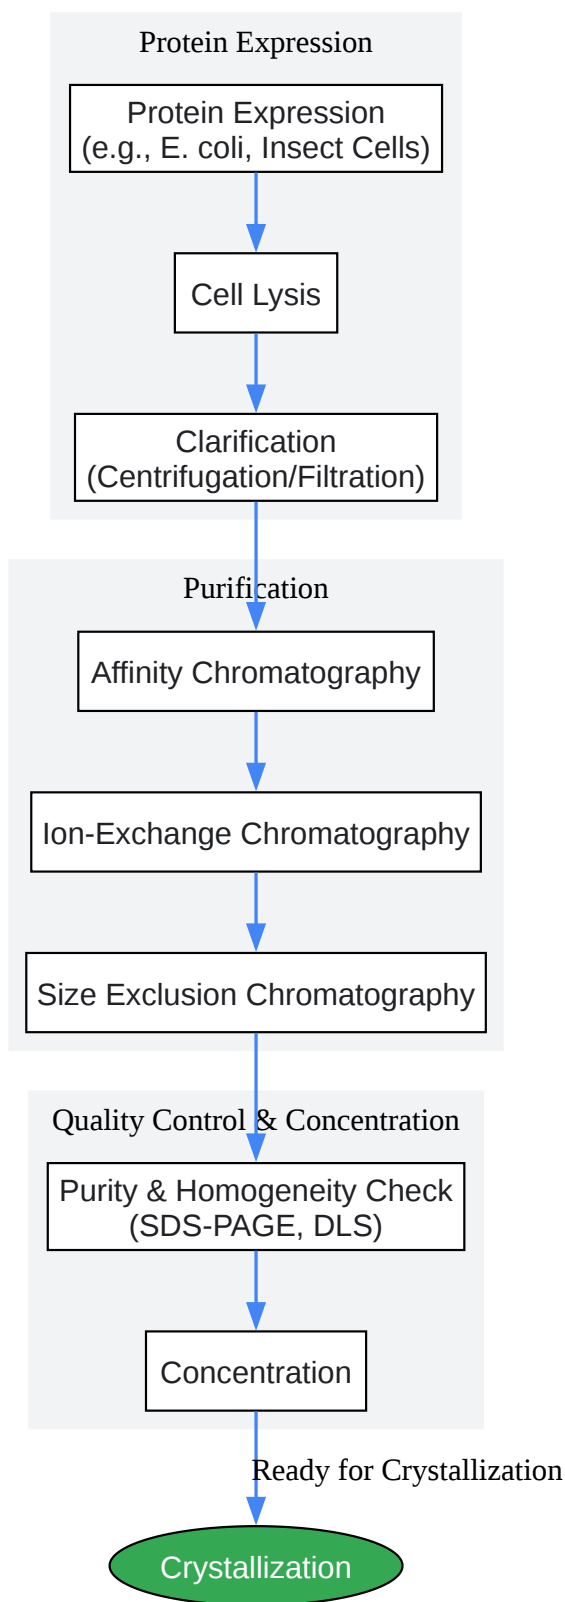 Protein Expression
Protein Expression
(e.g., E. coli, Insect Cells)
Cell Lysis
Clarification
(Centrifugation/Filtration)
Purification
Affinity Chromatography
Ion-Exchange Chromatography
Size Exclusion Chromatography
Quality Control & Concentration
Purity & Homogeneity Check
(SDS-PAGE, DLS)
Concentration
Ready for Crystallization
Crystallization